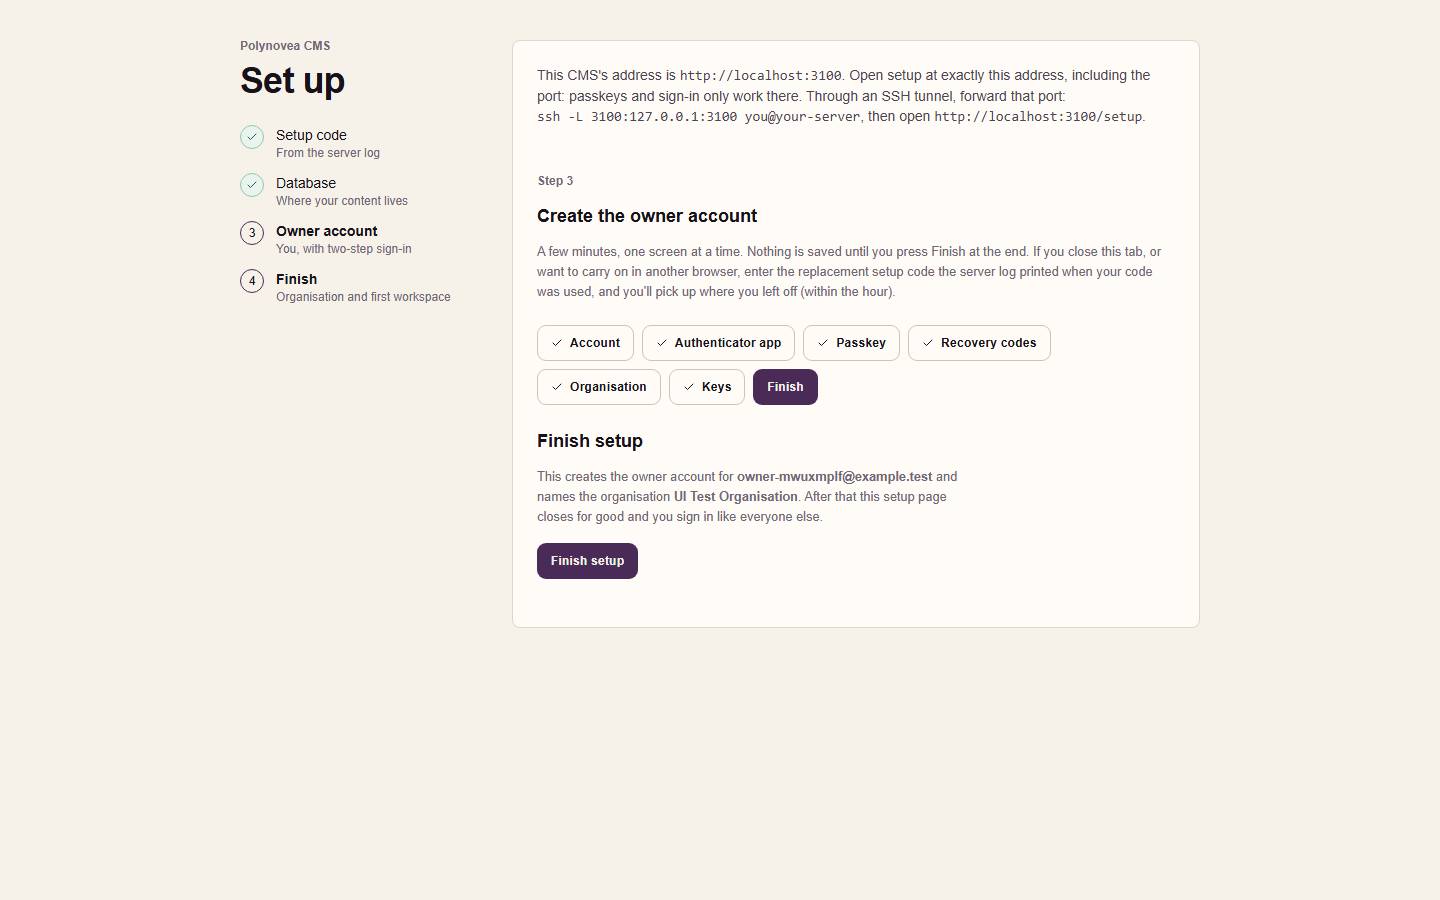 Polynovea CMS
Set up
Setup code
From the server log
Database
Where your content lives
3
Owner account
You, with two-step sign-in
4
Finish
Organisation and first workspace
This CMS's address is http://localhost:3100. Open setup at exactly this address, including the
port: passkeys and sign-in only work there. Through an SSH tunnel, forward that port:
ssh -L 3100:127.0.0.1:3100 you@your-server, then open http://localhost:3100/setup.
Step 3
Create the owner account
A few minutes, one screen at a time. Nothing is saved until you press Finish at the end. If you close this tab, or
want to carry on in another browser, enter the replacement setup code the server log printed when your code
was used, and you'll pick up where you left off (within the hour).
Account
Authenticator app
Passkey
Recovery codes
Organisation
Keys
Finish
Finish setup
This creates the owner account for owner-mwuxmplf@example.test and
names the organisation UI Test Organisation. After that this setup page
closes for good and you sign in like everyone else.
Finish setup